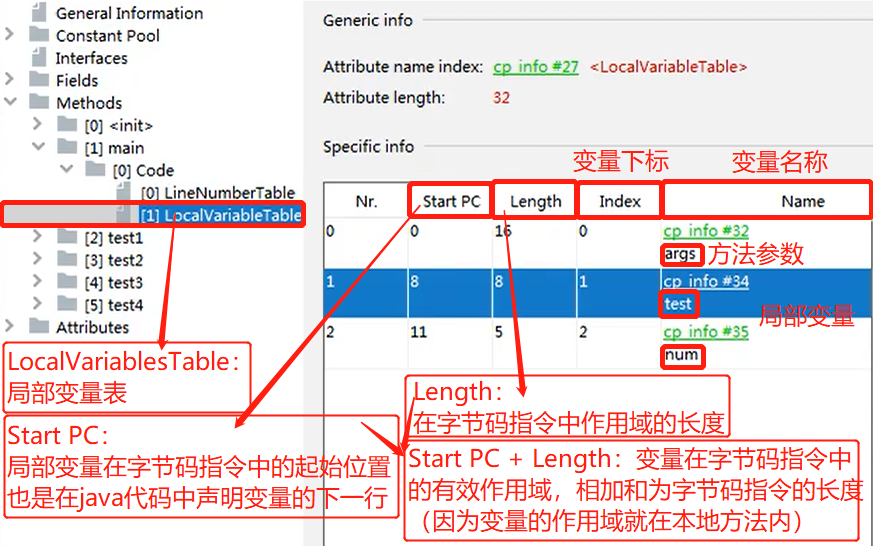 General Information
Constant Pool
Interfaces
Fields
Methods
[0] <init>
[1] main
[0] Code
[0] LineNumberTable
[1] LocalVariableTable
[2] test1
[3] test2
[4] test3
[5] test4
Attributes
LocalVariablesTable：
局部变量表
Start PC：
局部变量在字节码指令中的起始位置
也是在java代码中声明变量的下一行
Generic info
Attribute name index: cp_info #27 <LocalVariableTable>
Attribute length: 32
Specific info
变量下标 变量名称
Nr. Start PC Length Index Name
0 0 16 0 cp_info #32
args 方法参数
1 8 8 1 cp_info #34
test 局部变量
2 11 5 2 cp_info #35
num
Length：
在字节码指令中作用域的长度
Start PC + Length：变量在字节码指令中
的有效作用域，相加和为字节码指令的长度
（因为变量的作用域就在本地方法内）